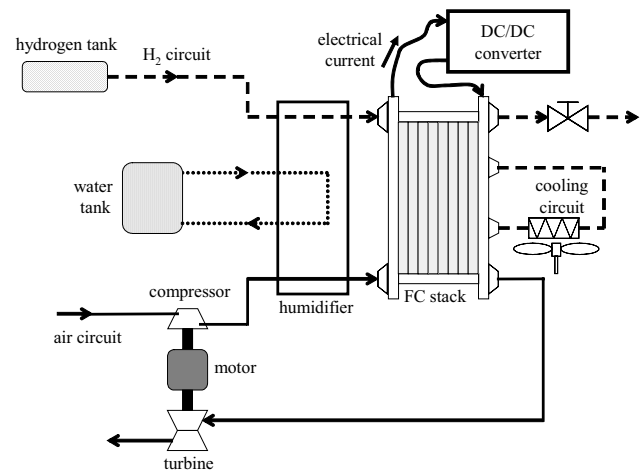 hydrogen tank
H2 circuit
electrical
current
DC/DC
converter
water
tank
cooling
circuit
compressor
humidifier
FC stack
air circuit
motor
turbine